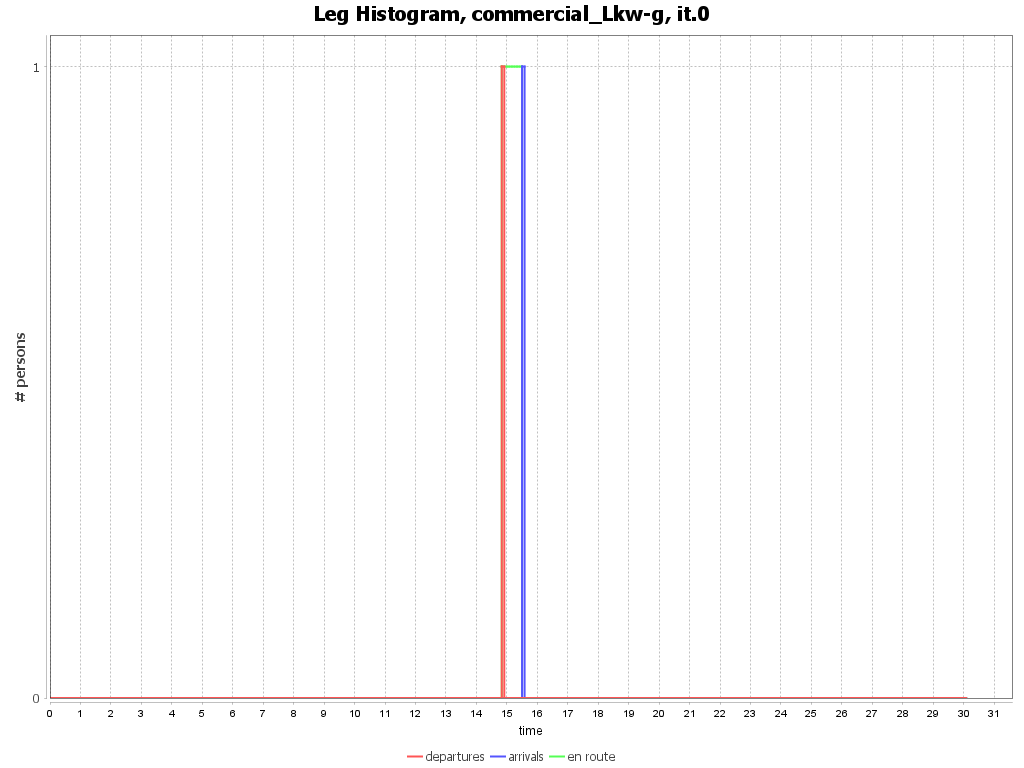 Leg Histogram, commercial_Lkw-g, it.0
# persons
1
0
0 1 2 3 4 5 6 7 8 9 10 11 12 13 14 15 16 17 18 19 20 21 22 23 24 25 26 27 28 29 30 31
time
departures arrivals en route